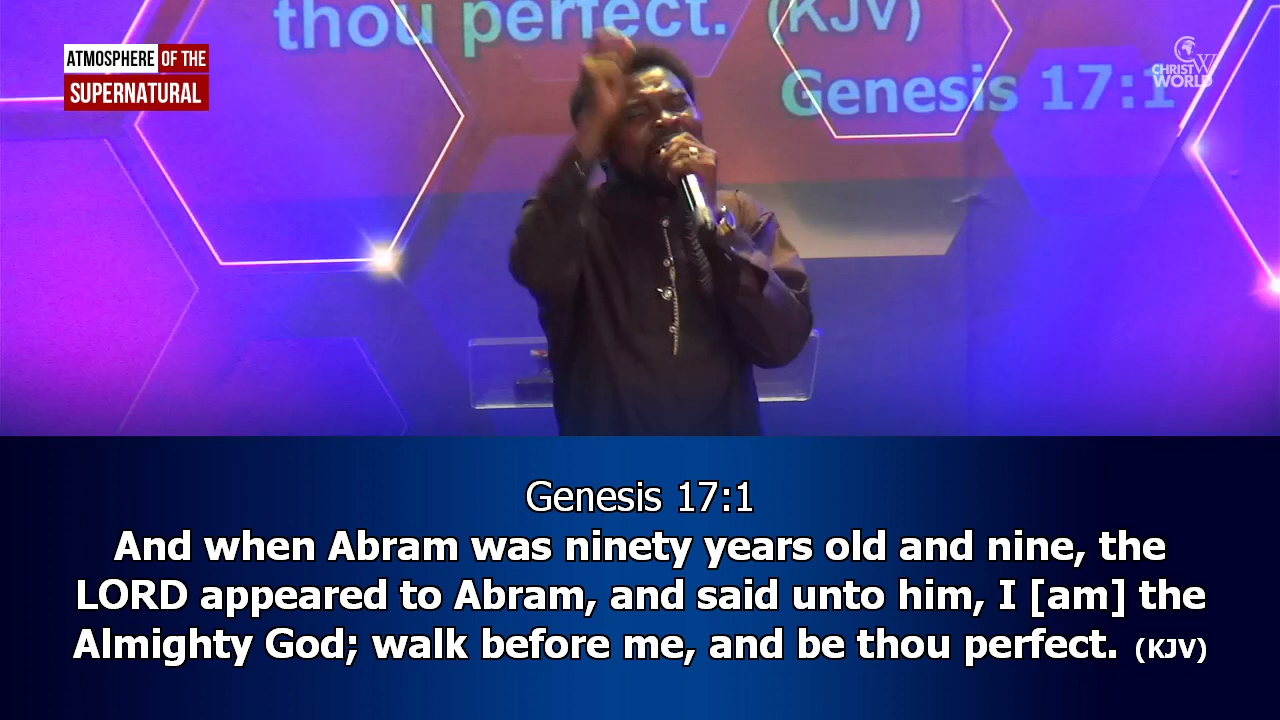 thou perfect. (KJV)
Genesis 17:1
ATMOSPHERE OF THE
SUPERNATURAL
CHRIST W
WORLD
Genesis 17:1
And when Abram was ninety years old and nine, the
LORD appeared to Abram, and said unto him, I [am] the
Almighty God; walk before me, and be thou perfect. (KJV)